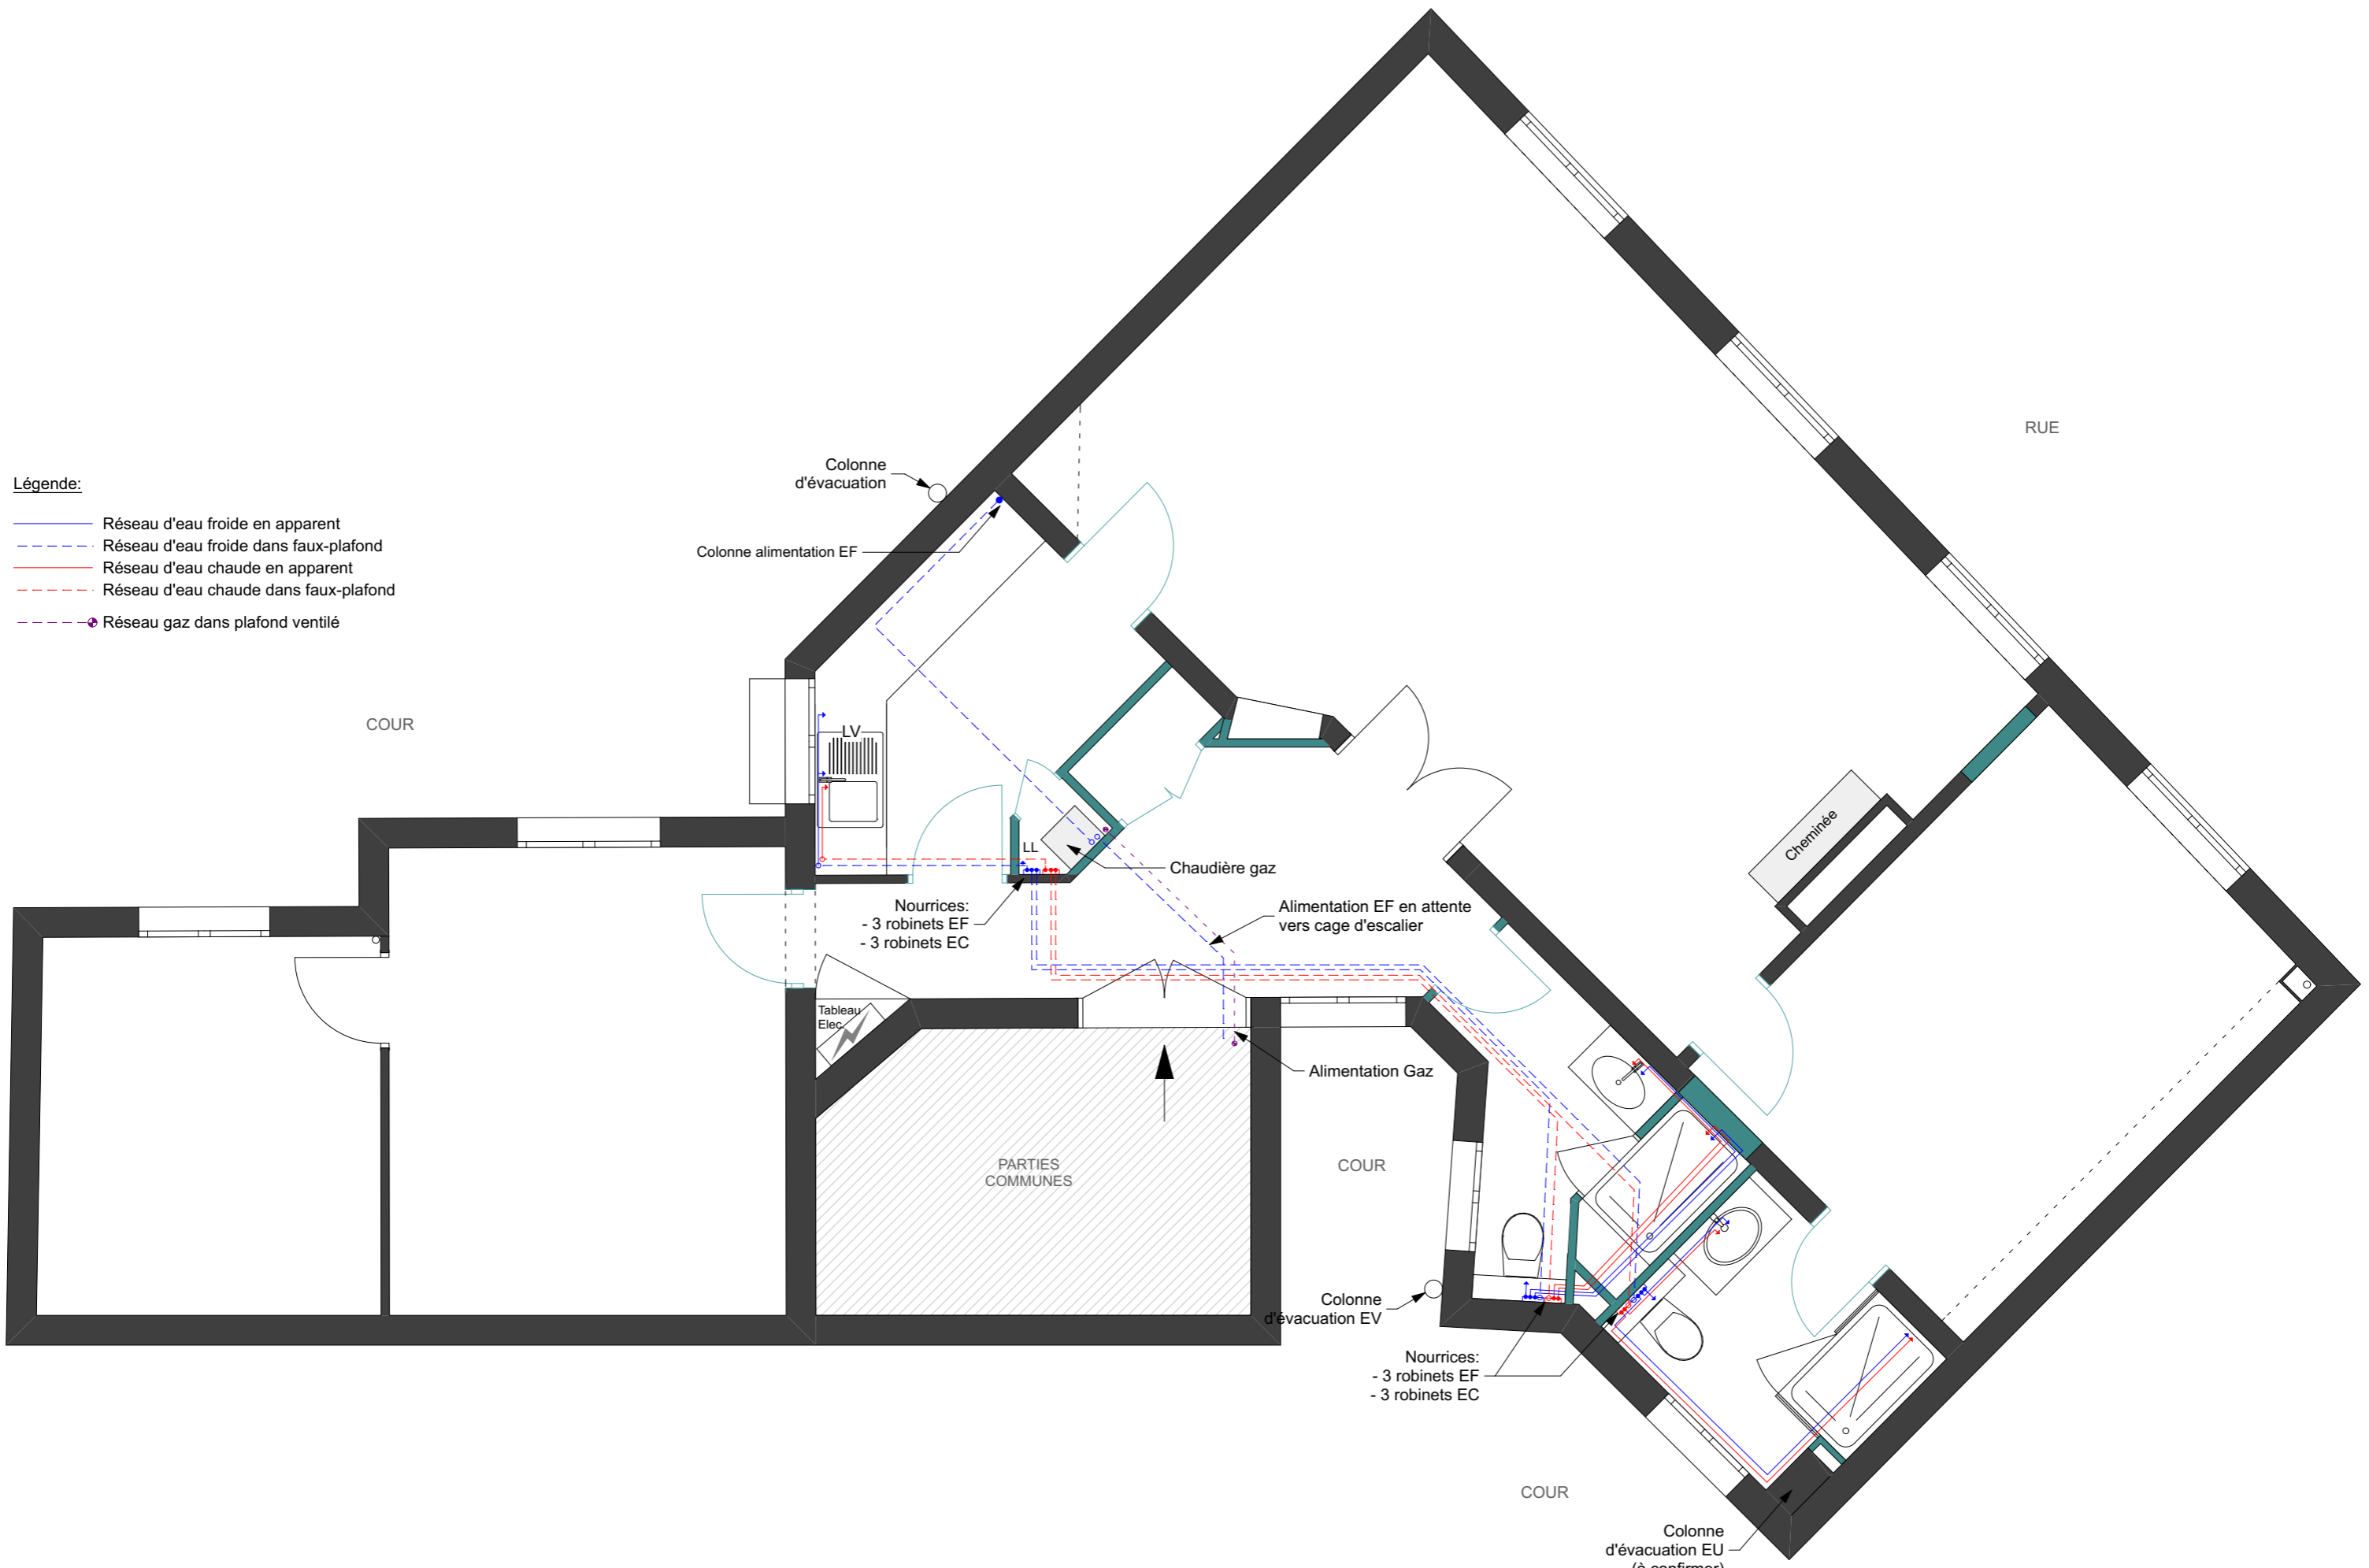 RUE
Colonne
d'évacuation
Légende:
Réseau d'eau froide en apparent
Réseau d'eau froide dans faux-plafond
Réseau d'eau chaude en apparent
Réseau d'eau chaude dans faux-plafond
Réseau gaz dans plafond ventilé
Colonne alimentation EF
COUR
LV
Cheminée
LL
Chaudière gaz
Nourrices:
- 3 robinets EF
- 3 robinets EC
Alimentation EF en attente
vers cage d'escalier
Tableau
Elec.
Alimentation Gaz
PARTIES
COMMUNES
COUR
Colonne
d'évacuation EV
Nourrices:
- 3 robinets EF
- 3 robinets EC
COUR
Colonne
d'évacuation EU
(à confirmer)